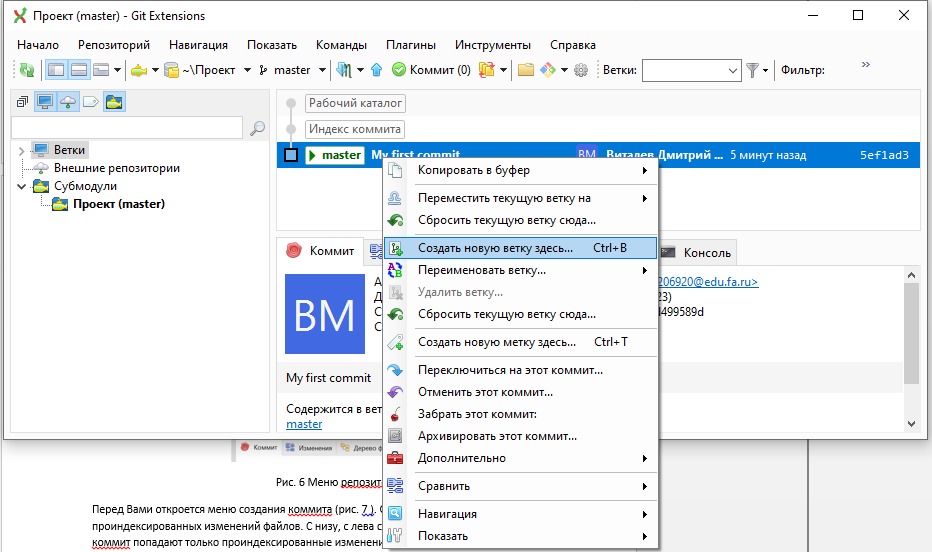 Проект (master) - Git Extensions
Начало Репозиторий Навигация Показать Команды Плагины Инструменты Справка
~\Проект master Коммит (0) Ветки: Фильтр: »
Рабочий каталог
Индекс коммита
master My first commit ВМ Виталев Дмитрий ... 5 минут назад 5ef1ad3
Ветки
Внешние репозитории
Субмодули
Проект (master)
Копировать в буфер
Переместить текущую ветку на
Сбросить текущую ветку сюда...
Создать новую ветку здесь... Ctrl+B
Переименовать ветку...
Удалить ветку...
Сбросить текущую ветку сюда...
Создать новую метку здесь... Ctrl+T
Переключиться на этот коммит...
Отменить этот коммит...
Забрать этот коммит:
Архивировать этот коммит...
Дополнительно
Сравнить
Навигация
Показать
Коммит Консоль
ВМ
206920@edu.fa.ru>
23)
499589d
My first commit
Содержится в вет
master
Коммит Изменения Дерево ф
Рис. 6 Меню репозит
Перед Вами откроется меню создания коммита (рис. 7 ). С
проиндексированных изменений файлов. С низу, с лева с
коммит попадают только проиндексированные изменени